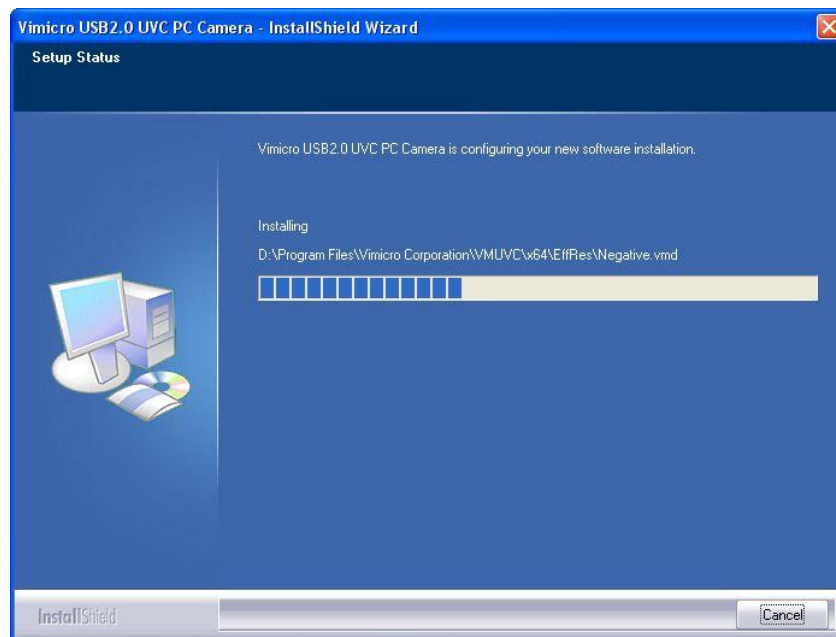 Vimicro USB2.0 UVC PC Camera - InstallShield Wizard
Setup Status
Vimicro USB2.0 UVC PC Camera is configuring your new software installation.
Installing
D:\Program Files\Vimicro Corporation\VMUVC\x64\EffRes\Negative.vmd
InstallShield
Cancel